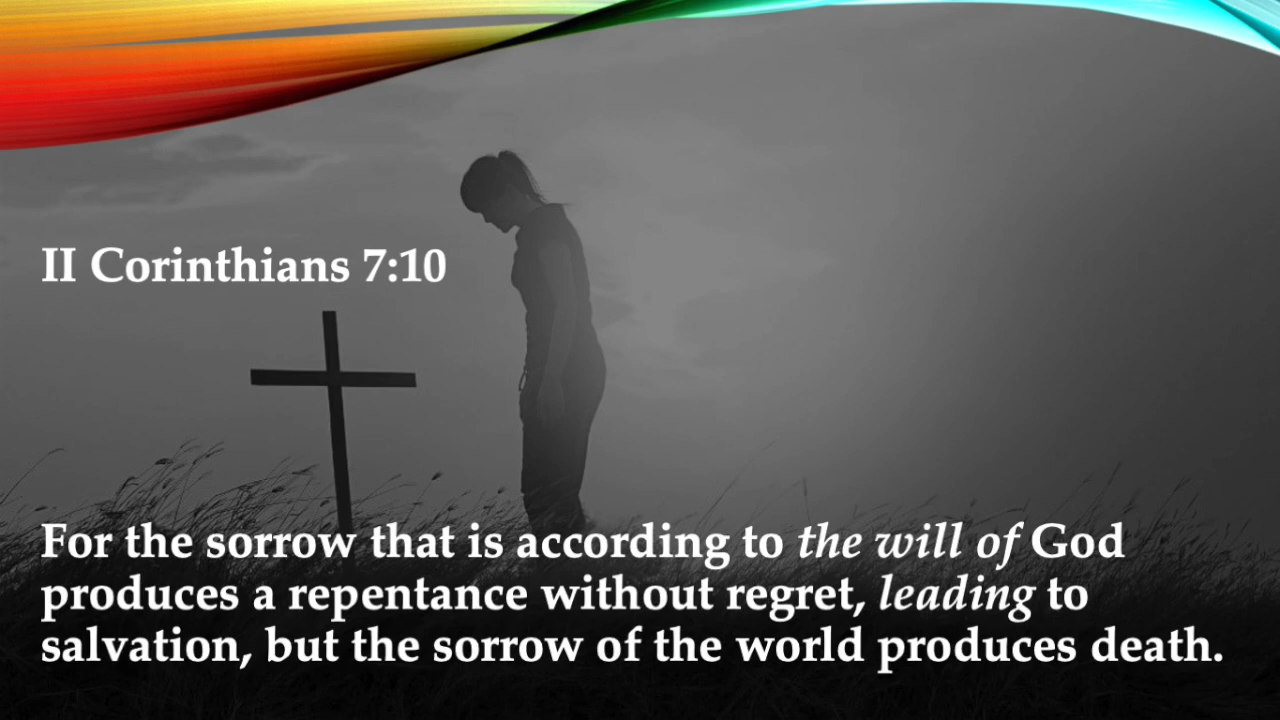 II Corinthians 7:10
For the sorrow that is according to the will of God
produces a repentance without regret, leading to
salvation, but the sorrow of the world produces death.